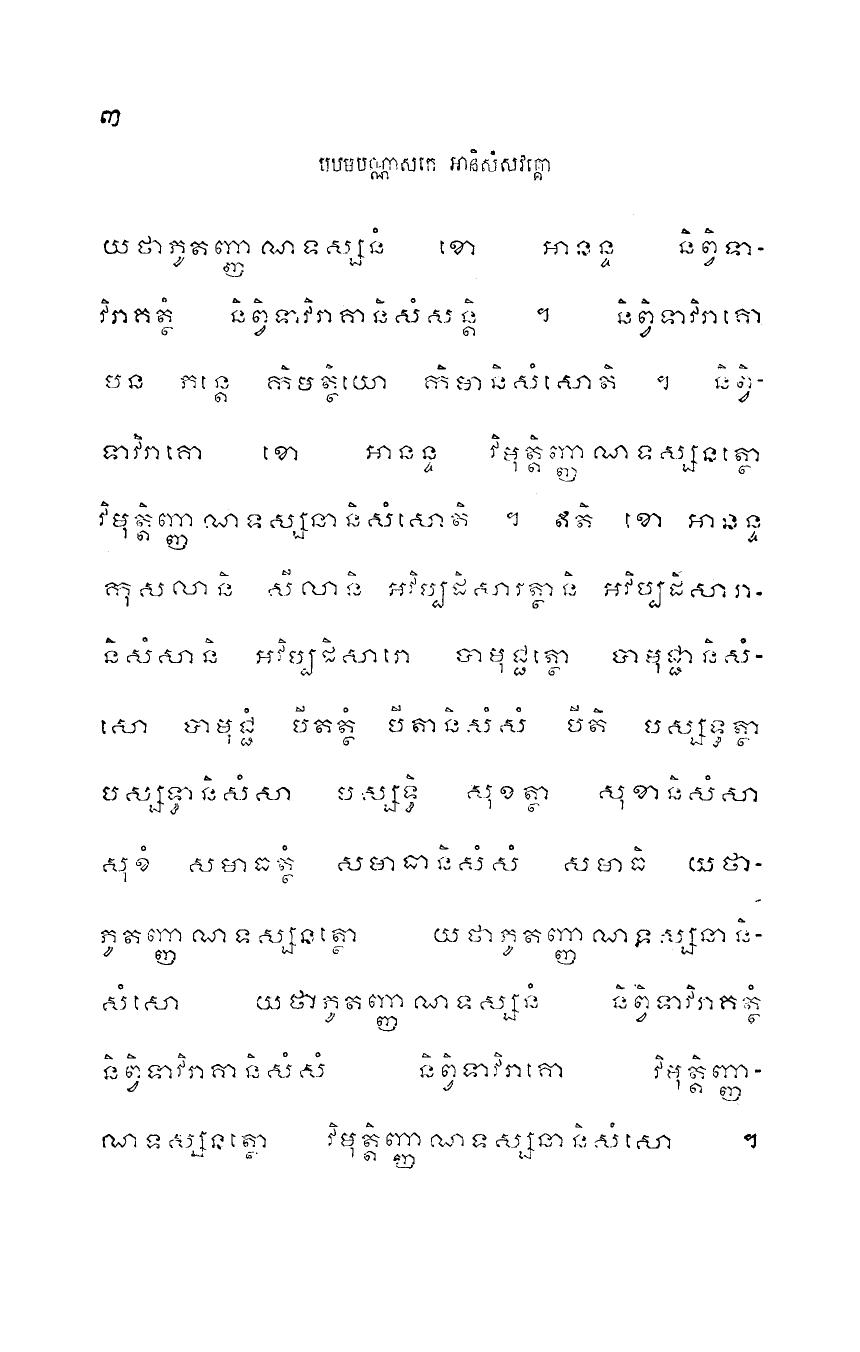 ៣
បឋមបណ្ណាសកេ អានិសំសវគ្គោ
យថាភូតញ្ញាណទស្សនំ ខោ អានន្ទ និព្វិទា-
វិរាគត្ថំ និព្វិទាវិរាគានិសំសន្តិ ។ និព្វិទាវិរាគោ
បន ភន្តេ កិមត្ថិយោ កិមានិសំសោតិ ។ និព្វិ-
ទាវិរាគោ ខោ អានន្ទ វិមុត្តិញ្ញាណទស្សនត្ថោ
វិមុត្តិញ្ញាណទស្សនានិសំសោតិ ។ ឥតិ ខោ អានន្ទ
កុសលានិ សីលានិ អវិប្បដិសារត្ថានិ អវិប្បដិសារា-
និសំសានិ អវិប្បដិសារោ បាមុជ្ជត្ថោ បាមុជ្ជានិសំ-
សោ បាមុជ្ជំ បីតត្ថំ បីតានិសំសំ បីតិ បស្សទ្ធត្ថា
បស្សទ្ធានិសំសា បស្សទ្ធិ សុខត្ថា សុខានិសំសា
សុខំ សមាធត្ថំ សមាធានិសំសំ សមាធិ យថា-
ភូតញ្ញាណទស្សនត្ថោ យថាភូតញ្ញាណទស្សនានិ-
សំសោ យថាភូតញ្ញាណទស្សនំ និព្វិទាវិរាគត្ថំ
និព្វិទាវិរាគានិសំសំ និព្វិទាវិរាគោ វិមុត្តិញ្ញា-
ណទស្សនត្ថោ វិមុត្តិញ្ញាណទស្សនានិសំសោ ៗ